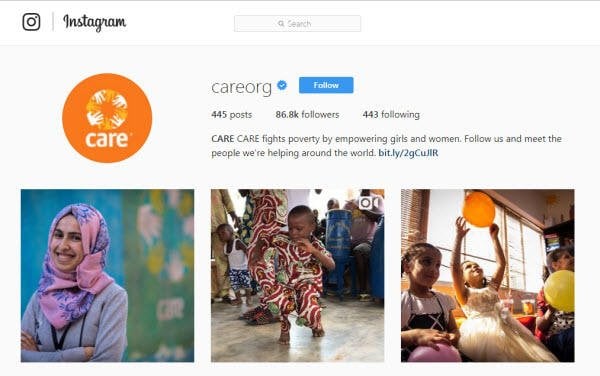 Instagram
Search
care
careorg
Follow
445 posts 86.8k followers 443 following
CARE CARE fights poverty by empowering girls and women. Follow us and meet the
people we're helping around the world. bit.ly/2gCuJlR
care